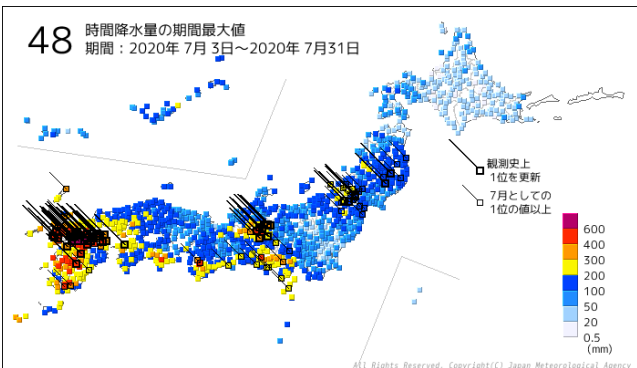 48 時間降水量の期間最大値
期間：2020年 7月 3日～2020年 7月31日
観測史上
1位を更新
7月としての
1位の値以上
600
400
300
200
100
50
20
0.5
(mm)
All Rights Reserved, Copyright(C) Japan Meteorological Agency